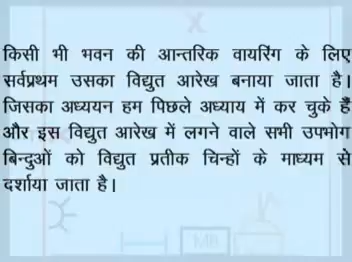 किसी भी भवन की आन्तरिक वायरिंग के लिए
सर्वप्रथम उसका विद्युत आरेख बनाया जाता है।
जिसका अध्ययन हम पिछले अध्याय में कर चुके हैं
और इस विद्युत आरेख में लगने वाले सभी उपभोग
बिन्दुओं को विद्युत प्रतीक चिन्हों के माध्यम से
दर्शाया जाता है।
MB